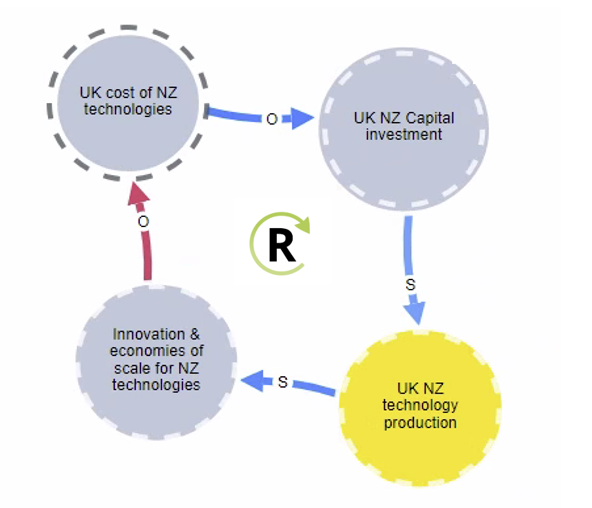 UK cost of NZ
technologies
O
UK NZ Capital
investment
O
R
S
Innovation &
economies of
scale for NZ
technologies
S
UK NZ
technology
production